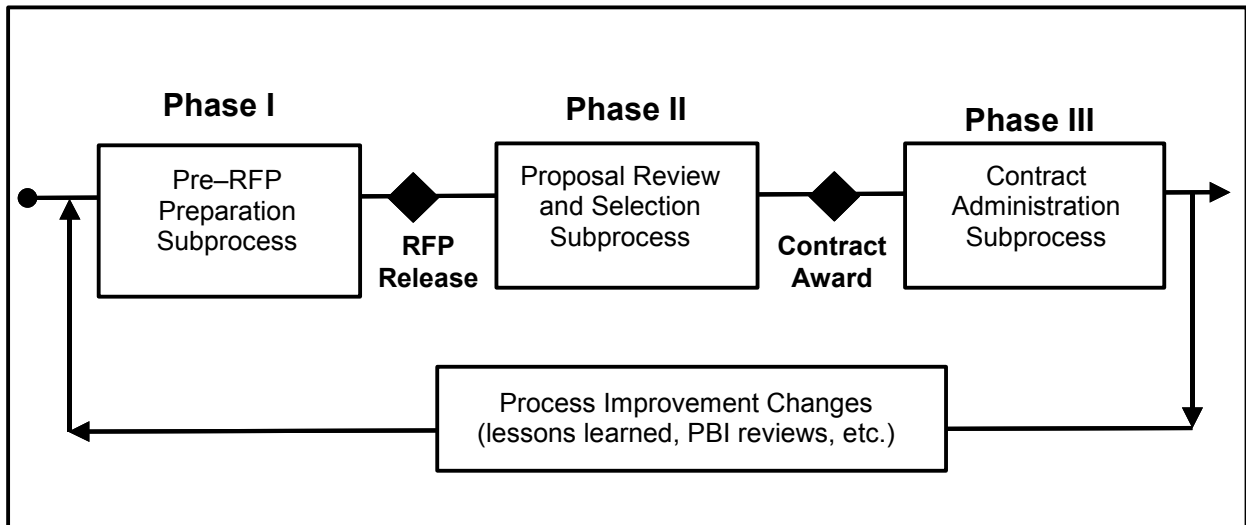 Phase I
Phase II
Phase III
Pre–RFP
Preparation
Subprocess
RFP
Release
Proposal Review
and Selection
Subprocess
Contract
Award
Contract
Administration
Subprocess
Process Improvement Changes
(lessons learned, PBI reviews, etc.)